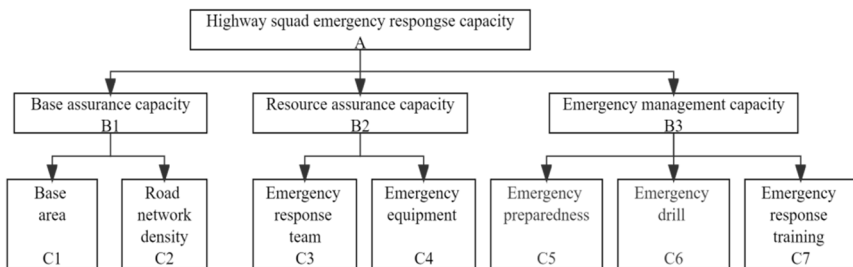 Highway squad emergency respongse capacity
A
Base assurance capacity
B1
Resource assurance capacity
B2
Emergency management capacity
B3
Base
area
C1
Road
network
density
C2
Emergency
response
team
C3
Emergency
equipment
C4
Emergency
preparedness
C5
Emergency
drill
C6
Emergency
response
training
C7